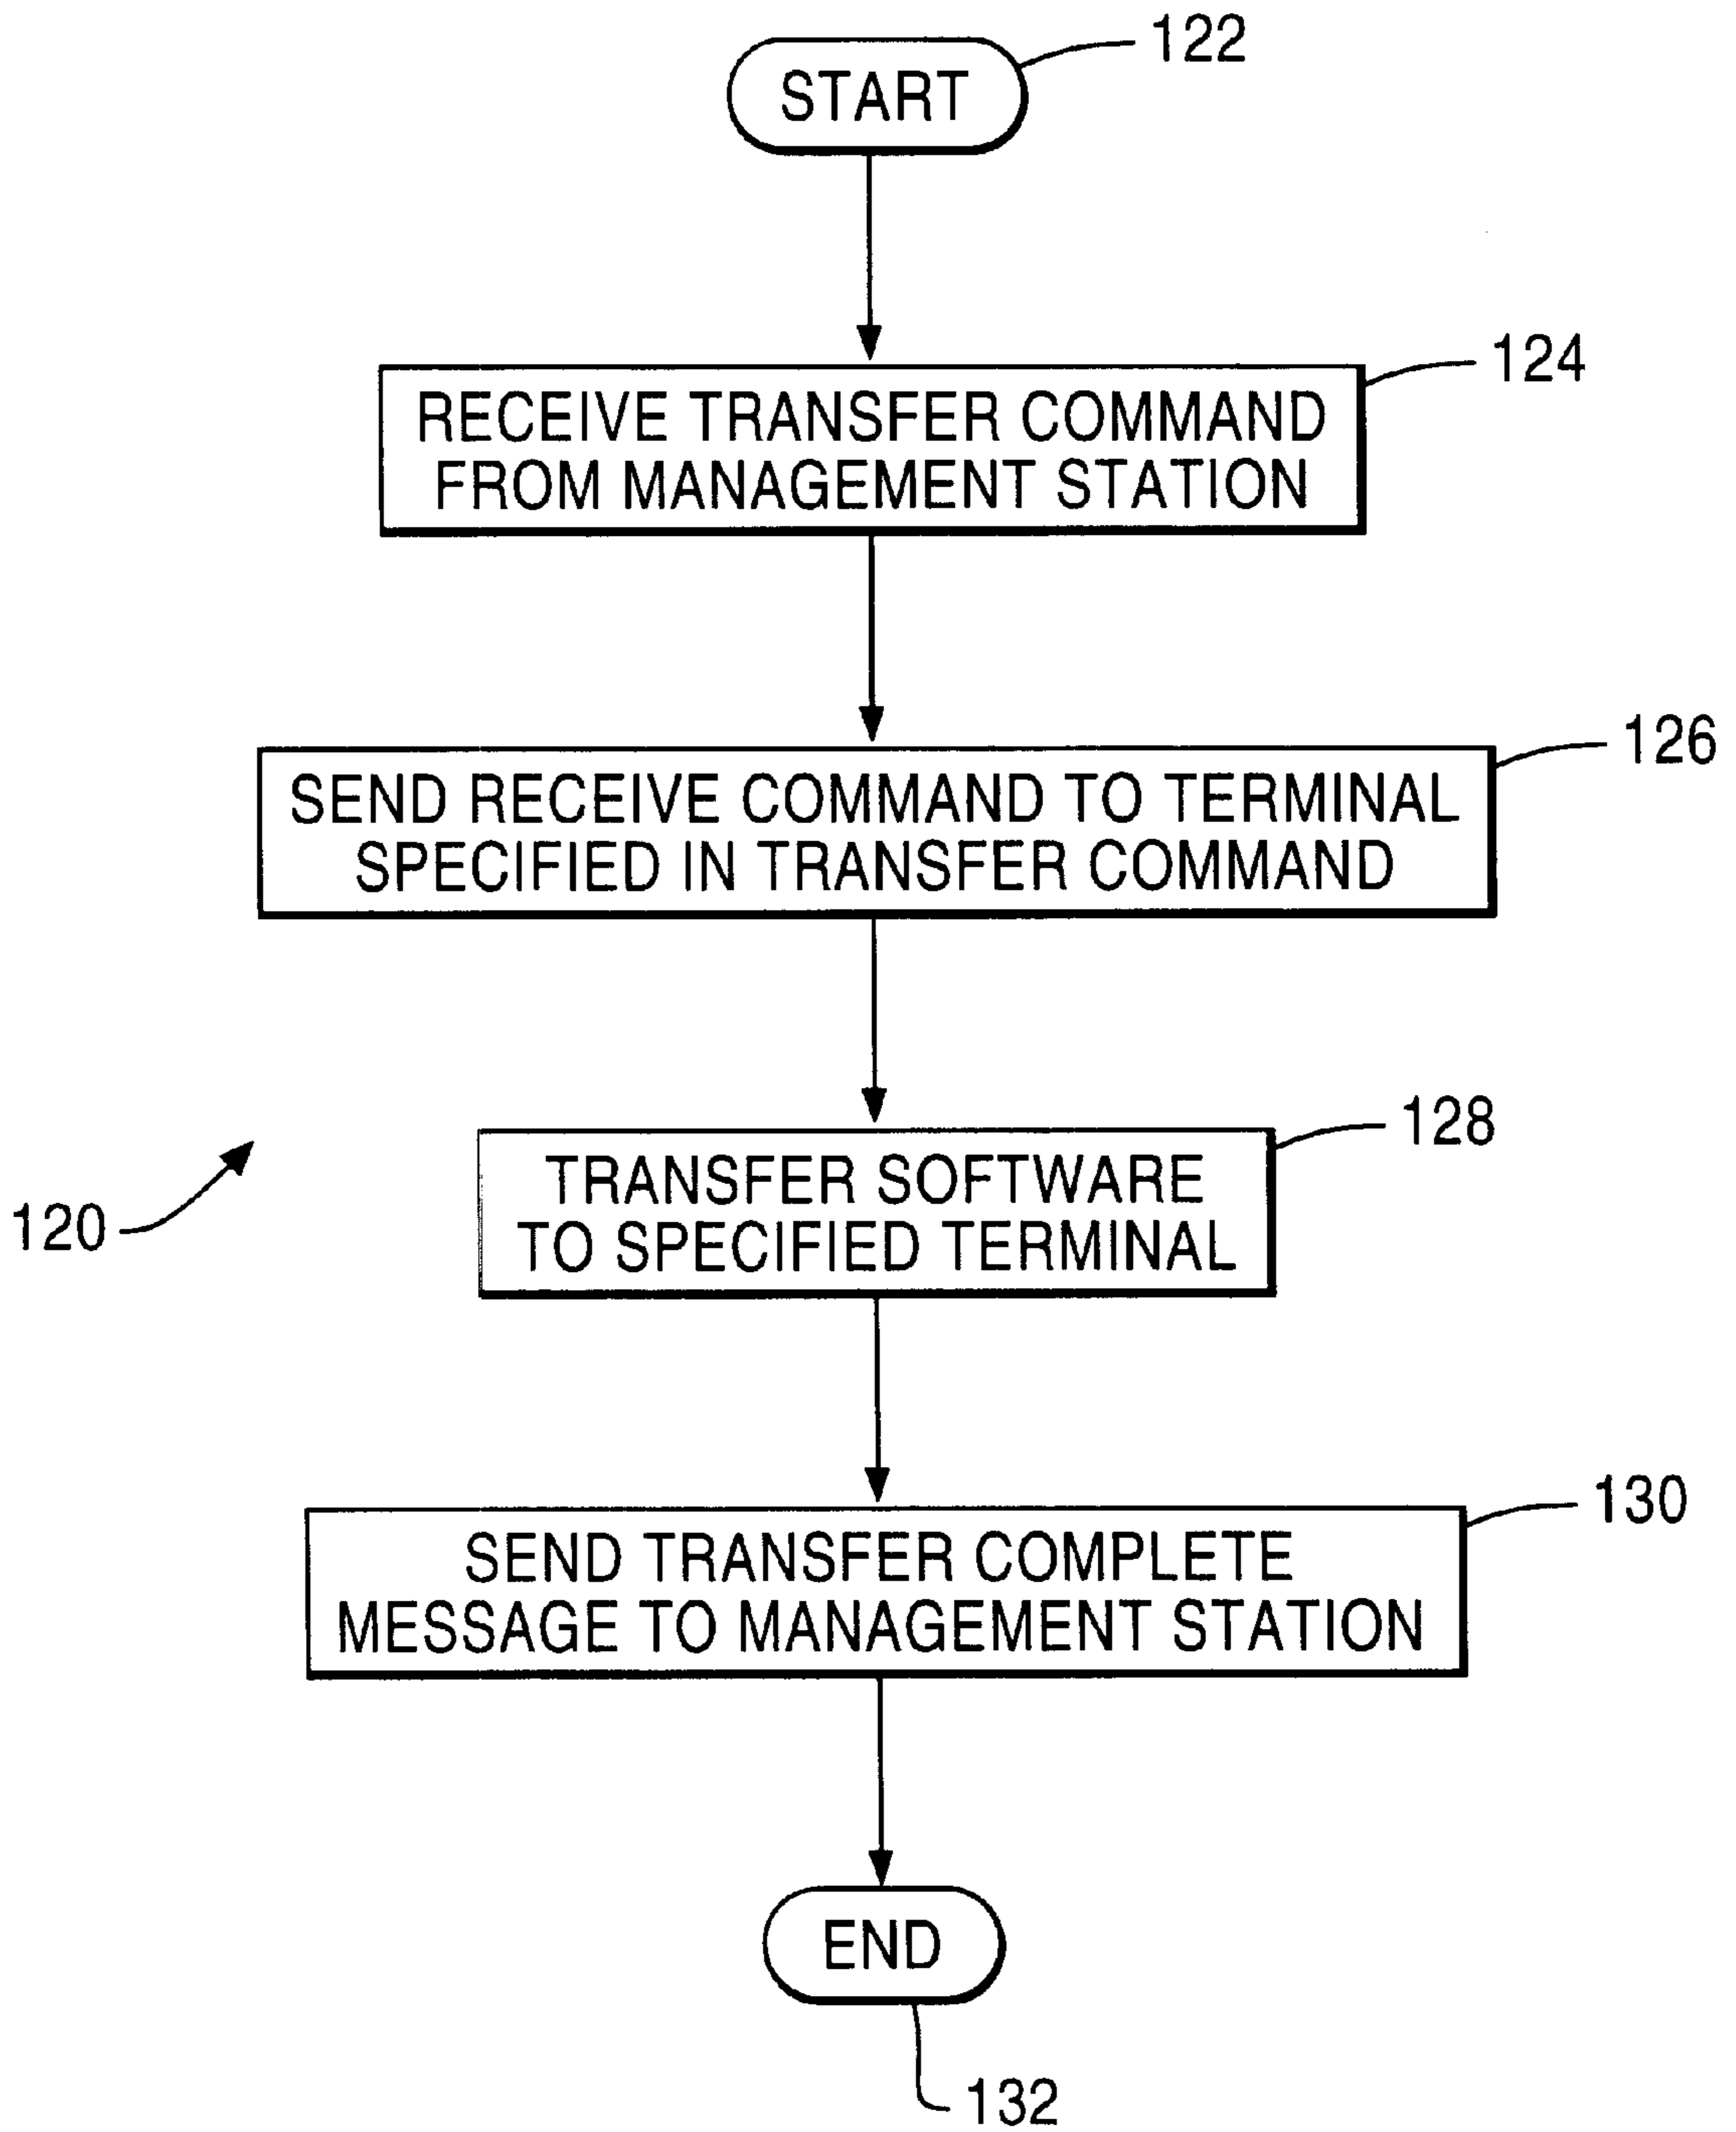 START
122
RECEIVE TRANSFER COMMAND
FROM MANAGEMENT STATION
124
SEND RECEIVE COMMAND TO TERMINAL
SPECIFIED IN TRANSFER COMMAND
126
TRANSFER SOFTWARE
TO SPECIFIED TERMINAL
128
120
SEND TRANSFER COMPLETE
MESSAGE TO MANAGEMENT STATION
130
END
132